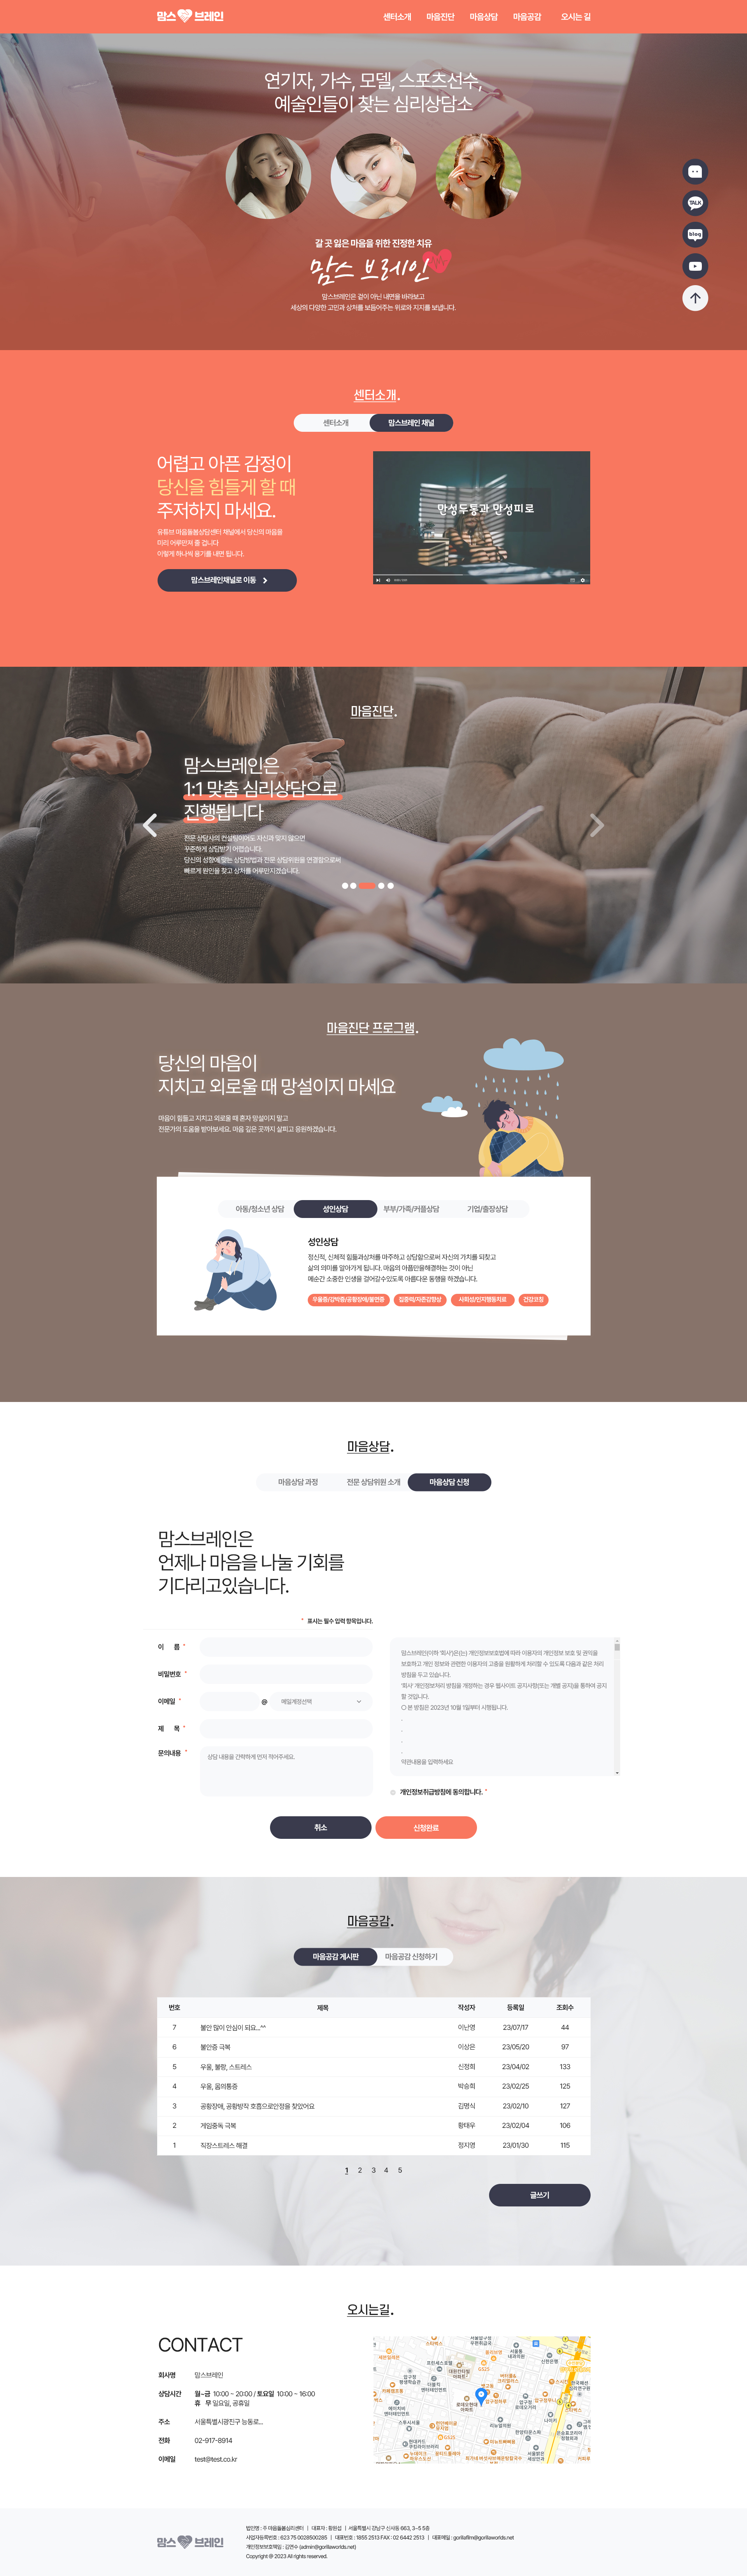 맘스 브레인
센터소개 마음진단 마음상담 마음공감 오시는 길
연기자, 가수, 모델, 스포츠선수,
예술인들이 찾는 심리상담소
TALK
blog
갈 곳 잃은 마음을 위한 진정한 치유
맘스 브레인
맘스브레인은 겉이 아닌 내면을 바라보고
세상의 다양한 고민과 상처를 보듬어주는 위로와 지지를 보냅니다.
센터소개.
센터소개 맘스브레인 채널
어렵고 아픈 감정이
당신을 힘들게 할 때
주저하지 마세요.
유튜브 마음돌봄상담센터 채널에서 당신의 마음을
미리 어루만져 줄 겁니다
이렇게 하나씩 용기를 내면 됩니다.
맘스브레인채널로 이동
만성두통과 만성피로
마음진단.
맘스브레인은
1:1 맞춤 심리상담으로
진행됩니다
전문 상담사의 컨설팅이어도 자신과 맞지 않으면
꾸준하게 상담받기 어렵습니다.
당신의 성향에 맞는 상담방법과 전문 상담위원을 연결함으로써
빠르게 원인을 찾고 상처를 어루만지겠습니다.
마음진단 프로그램.
당신의 마음이
지치고 외로울 때 망설이지 마세요
마음이 힘들고 지치고 외로울 때 혼자 망설이지 말고
전문가의 도움을 받아보세요. 마음 깊은 곳까지 살피고 응원하겠습니다.
아동/청소년 상담 성인상담 부부/가족/커플상담 기업/출장상담
성인상담
정신적, 신체적 힘듦과상처를 마주하고 상담함으로써 자신의 가치를 되찾고
삶의 의미를 알아가게 됩니다. 마음의 아픔만을해결하는 것이 아닌
매순간 소중한 인생을 걸어갈수있도록 아름다운 동행을 하겠습니다.
우울증/강박증/공황장애/불면증 집중력/자존감향상 사회성/인지행동치료 건강코칭
마음상담.
마음상담 과정 전문 상담위원 소개 마음상담 신청
맘스브레인은
언제나 마음을 나눌 기회를
기다리고있습니다.
* 표시는 필수 입력 항목입니다.
이 름 *
비밀번호 *
이메일 * @ 메일계정선택
제 목 *
문의내용 * 상담 내용을 간략하게 먼저 적어주세요.
맘스브레인(이하 '회사')은(는) 개인정보보호법에 따라 이용자의 개인정보 보호 및 권익을
보호하고 개인 정보와 관련한 이용자의 고충을 원활하게 처리할 수 있도록 다음과 같은 처리
방침을 두고 있습니다.
'회사' 개인정보처리 방침을 개정하는 경우 웹사이트 공지사항(또는 개별 공지)을 통하여 공지
할 것입니다.
○ 본 방침은 2023년 10월 1일부터 시행됩니다.
.
.
.
.
약관내용을 입력하세요
개인정보취급방침에 동의합니다. *
취소 신청완료
마음공감.
마음공감 게시판 마음공감 신청하기
번호 제목 작성자 등록일 조회수
7 불안 많이 안심이 되요...^^ 이난영 23/07/17 44
6 불안증 극복 이상은 23/05/20 97
5 우울, 불량, 스트레스 신정희 23/04/02 133
4 우울, 몸의통증 박승희 23/02/25 125
3 공황장애, 공황발작 호흡으로안정을 찾았어요 김명식 23/02/10 127
2 게임중독 극복 황태우 23/02/04 106
1 직장스트레스 해결 정지영 23/01/30 115
1 2 3 4 5
글쓰기
오시는길.
CONTACT
회사명 맘스브레인
상담시간 월~금 10:00 ~ 20:00 / 토요일 10:00 ~ 16:00
휴 무 일요일, 공휴일
주소 서울특별시광진구 능동로...
전화 02-917-8914
이메일 test@test.co.kr
맘스 브레인
법인명 : 주 마음돌봄심리센터 | 대표자 : 황원섭 | 서울특별시 강남구 신사동 663, 3~5 5층
사업자등록번호 : 623 75 0028500285 | 대표번호 : 1855 2513 FAX : 02 6442 2513 | 대표메일 : gorillafilm@gorillaworlds.net
개인정보보호책임 : 김연수 (admin@gorillaworlds.net)
Copyright @ 2023 All rights reserved.